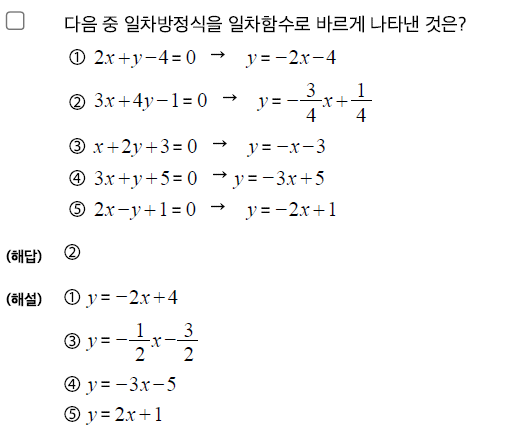 다음 중 일차방정식을 일차함수로 바르게 나타낸 것은?
① 2x+y−4=0 → y=−2x−4
② 3x+4y−1=0 → y=−3/4x+1/4
③ x+2y+3=0 → y=−x−3
④ 3x+y+5=0 → y=−3x+5
⑤ 2x−y+1=0 → y=−2x+1
(해답) ②
(해설) ① y=−2x+4
③ y=−1/2x−3/2
④ y=−3x−5
⑤ y=2x+1